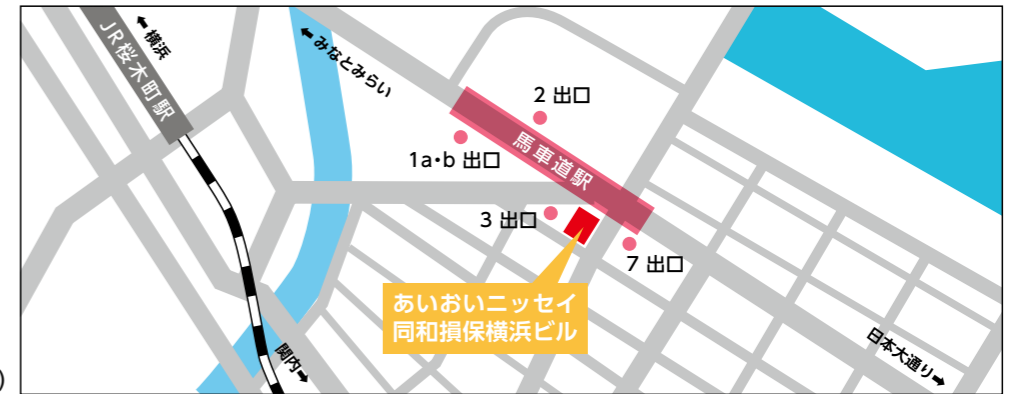 ←横浜
JR桜木町駅
←みなとみらい
2 出口
1a・b 出口
馬車道駅
3 出口
7 出口
あいおいニッセイ
同和損保横浜ビル
関内→
日本大通り→
)